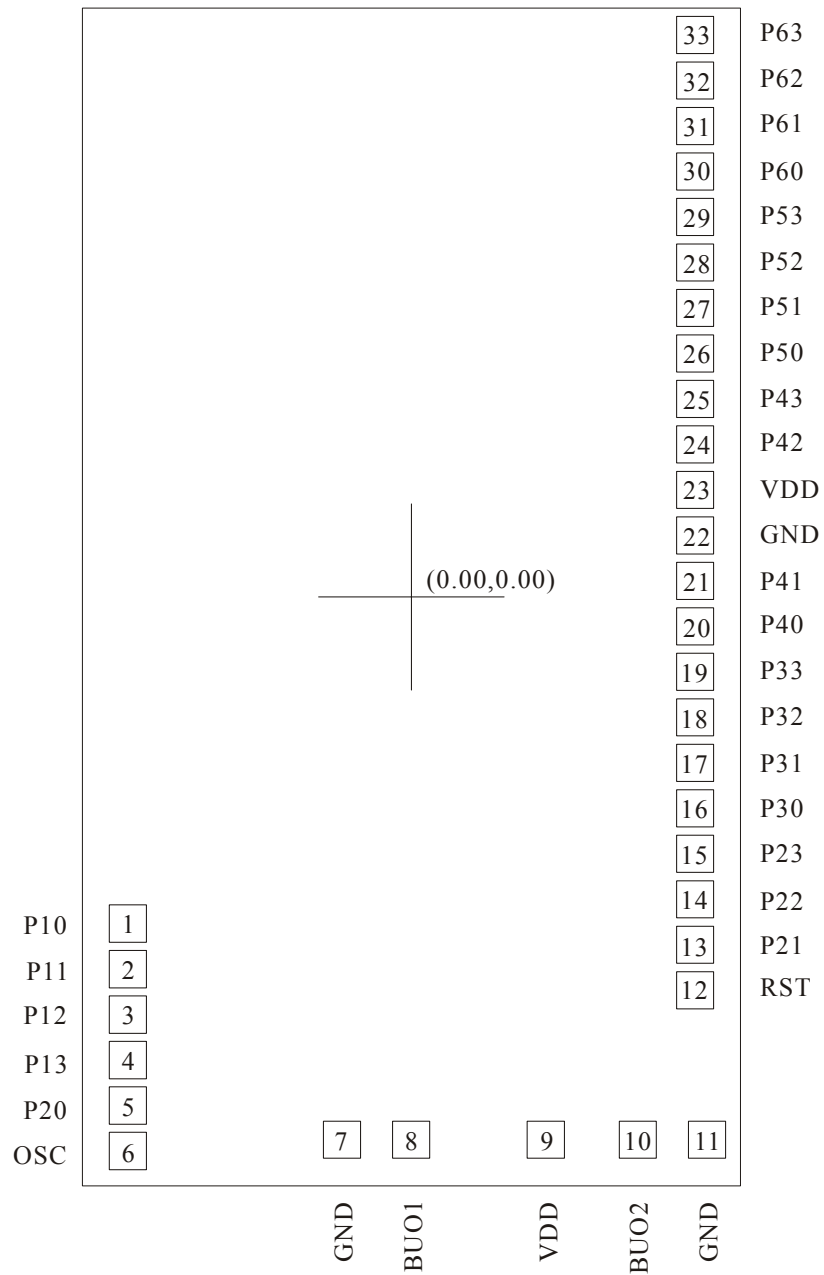 33 P63
32 P62
31 P61
30 P60
29 P53
28 P52
27 P51
26 P50
25 P43
24 P42
23 VDD
22 GND
(0.00,0.00)
21 P41
20 P40
19 P33
18 P32
17 P31
16 P30
15 P23
14 P22
13 P21
12 RST
P10 1
P11 2
P12 3
P13 4
P20 5
OSC 6
7 8 9 10 11
GND BUO1 VDD BUO2 GND